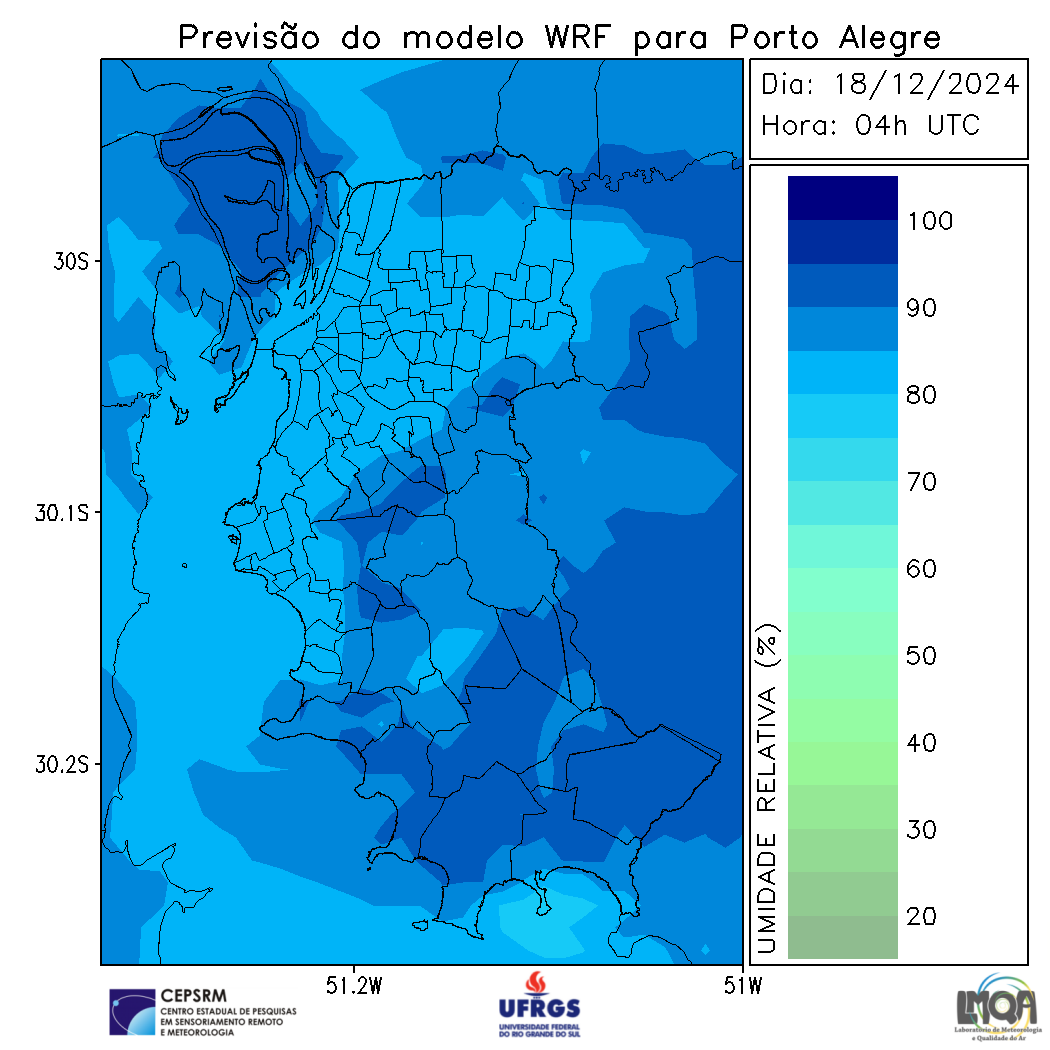 Previsão do modelo WRF para Porto Alegre
Dia: 18/12/2024
Hora: 04h UTC
30S
30.1S
30.2S
51.2W
51W
100
90
80
70
60
50
40
30
20
UMIDADE RELATIVA (%)
CEPSRM
CENTRO ESTADUAL DE PESQUISAS
EM SENSORIAMENTO REMOTO
E METEOROLOGIA
UFRGS
UNIVERSIDADE FEDERAL
DO RIO GRANDE DO SUL
LMQA
Laboratório de Meteorologia
e Qualidade do Ar